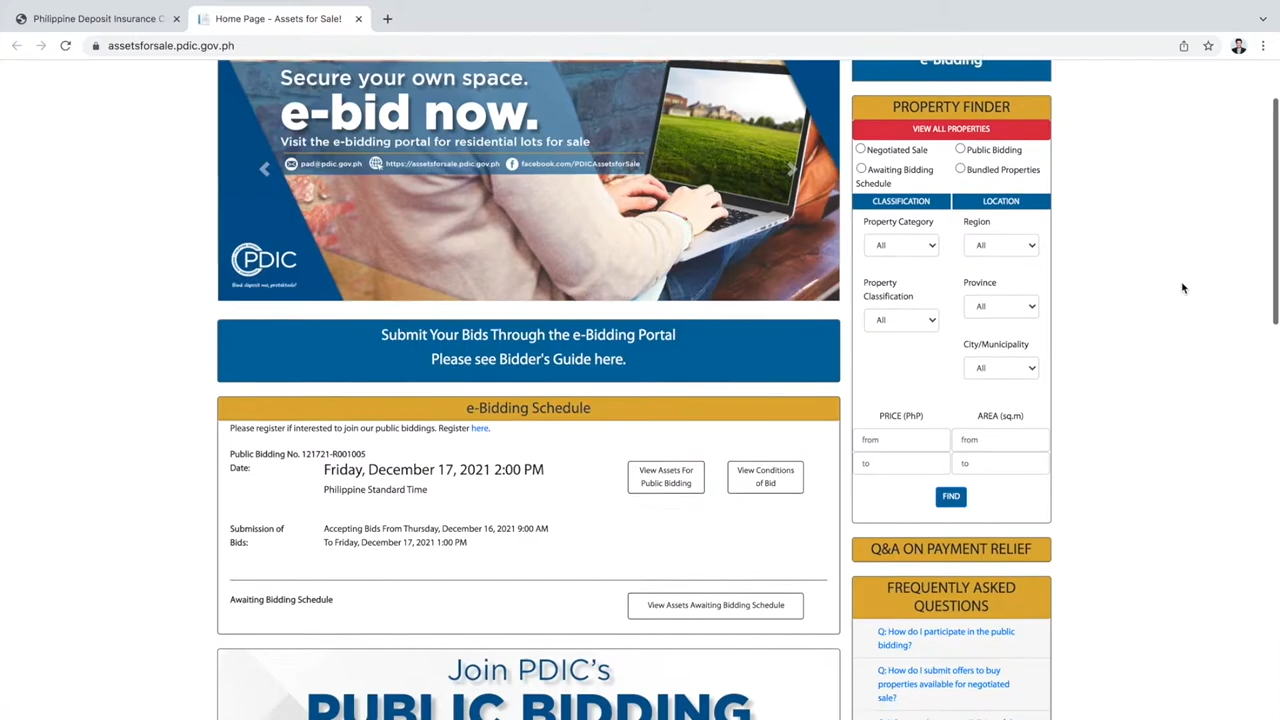 Philippine Deposit Insurance C
Home Page - Assets for Sale!
assetsforsale.pdic.gov.ph
Secure your own space.
e-bid now.
Visit the e-bidding portal for residential lots for sale
pad@pdic.gov.ph https://assetsforsale.pdic.gov.ph facebook.com/PDICAssetsforSale
PDIC
Submit Your Bids Through the e-Bidding Portal
Please see Bidder's Guide here.
e-Bidding Schedule
Please register if interested to join our public biddings. Register here.
Public Bidding No. 121721-R001005
Date:
Friday, December 17, 2021 2:00 PM
Philippine Standard Time
View Assets For
Public Bidding
View Conditions
of Bid
Submission of
Bids:
Accepting Bids From Thursday, December 16, 2021 9:00 AM
To Friday, December 17, 2021 1:00 PM
Awaiting Bidding Schedule
View Assets Awaiting Bidding Schedule
Join PDIC's
PUBLIC BIDDING
e-Bidding
PROPERTY FINDER
VIEW ALL PROPERTIES
Negotiated Sale
Public Bidding
Awaiting Bidding
Schedule
Bundled Properties
CLASSIFICATION
LOCATION
Property Category
Region
All
All
Property
Classification
Province
All
All
City/Municipality
All
PRICE (PhP)
AREA (sq.m)
from
from
to
to
FIND
Q&A ON PAYMENT RELIEF
FREQUENTLY ASKED
QUESTIONS
Q: How do I participate in the public
bidding?
Q: How do I submit offers to buy
properties available for negotiated
sale?